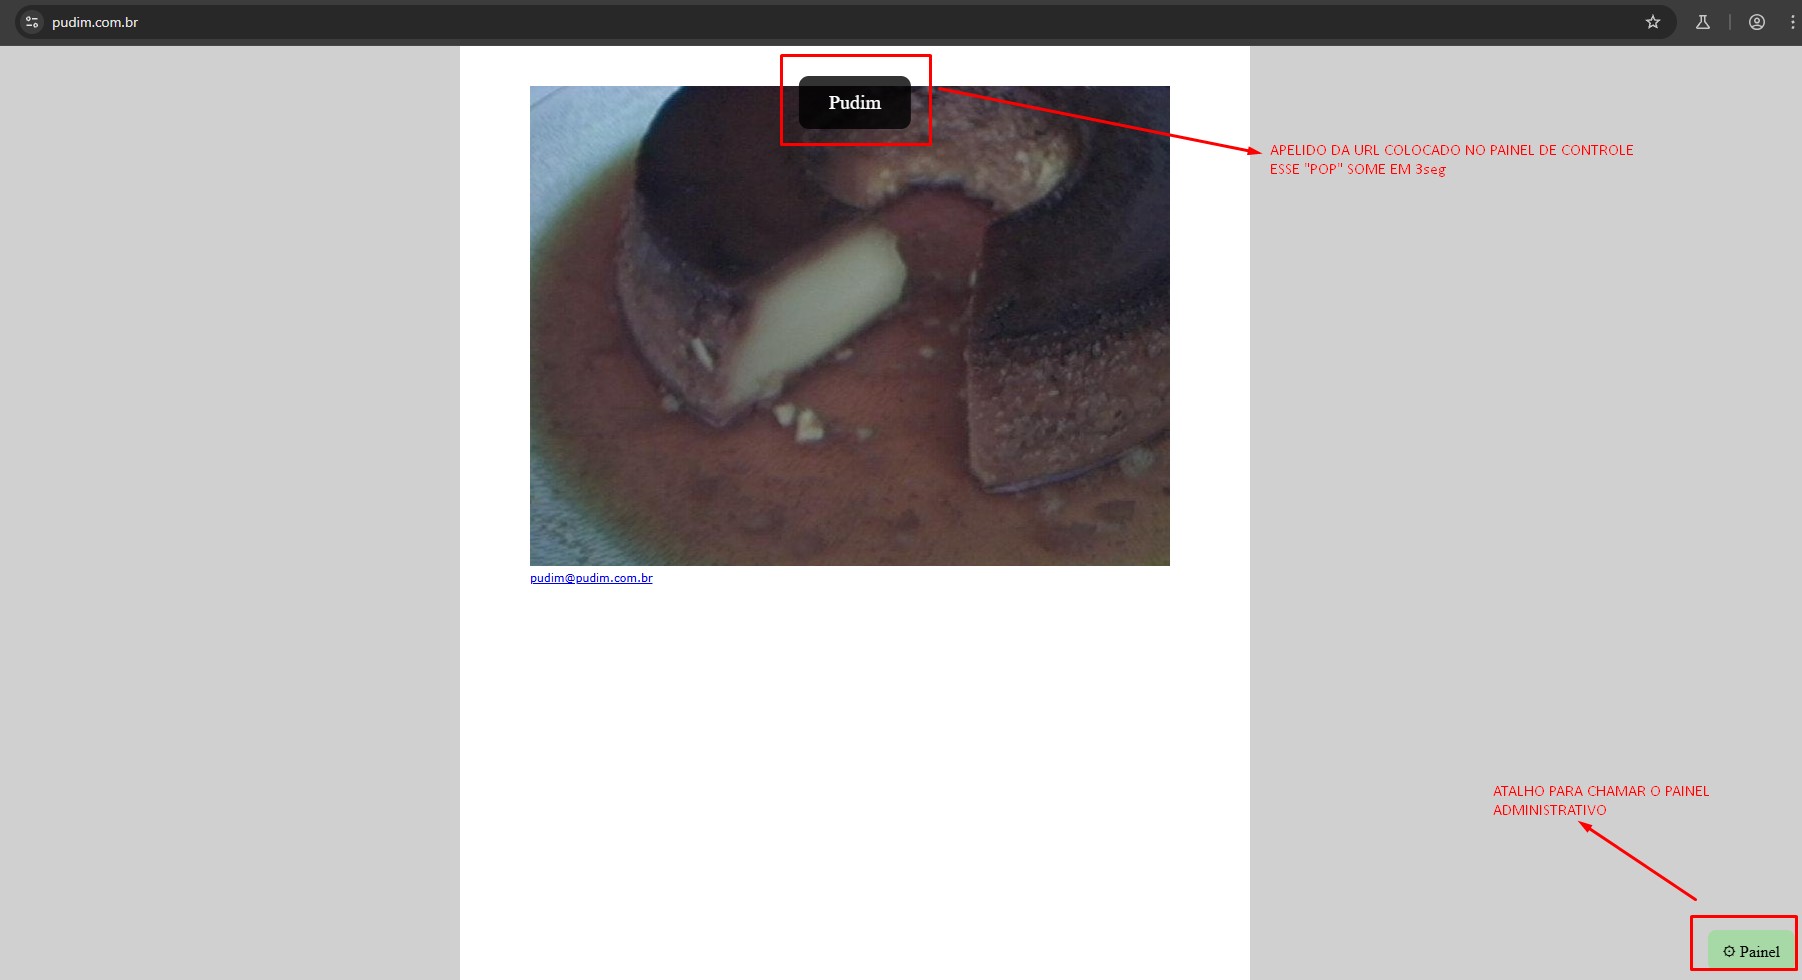 pudim.com.br
Pudim
APELIDO DA URL COLOCADO NO PAINEL DE CONTROLE
ESSE "POP" SOME EM 3seg
pudim@pudim.com.br
ATALHO PARA CHAMAR O PAINEL
ADMINISTRATIVO
Painel